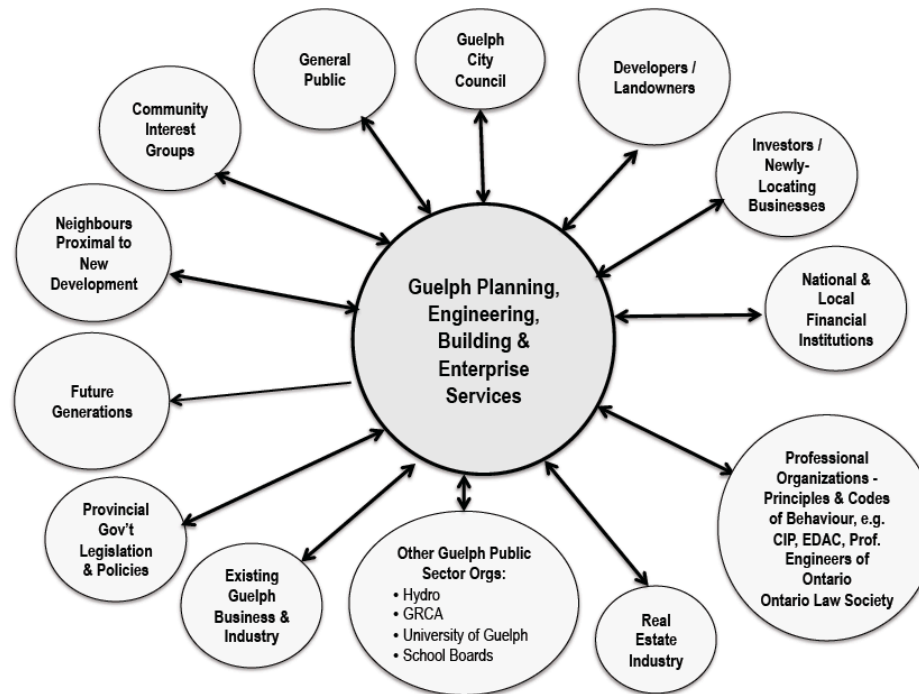 Guelph
City
Council
General
Public
Developers /
Landowners
Community
Interest
Groups
Investors /
Newly-
Locating
Businesses
Neighbours
Proximal to
New
Development
Guelph Planning,
Engineering,
Building &
Enterprise
Services
National &
Local
Financial
Institutions
Future
Generations
Provincial
Gov't
Legislation
& Policies
Existing
Guelph
Business &
Industry
Other Guelph Public
Sector Orgs:
• Hydro
• GRCA
• University of Guelph
• School Boards
Real
Estate
Industry
Professional
Organizations -
Principles & Codes
of Behaviour, e.g.
CIP, EDAC, Prof.
Engineers of
Ontario
Ontario Law Society